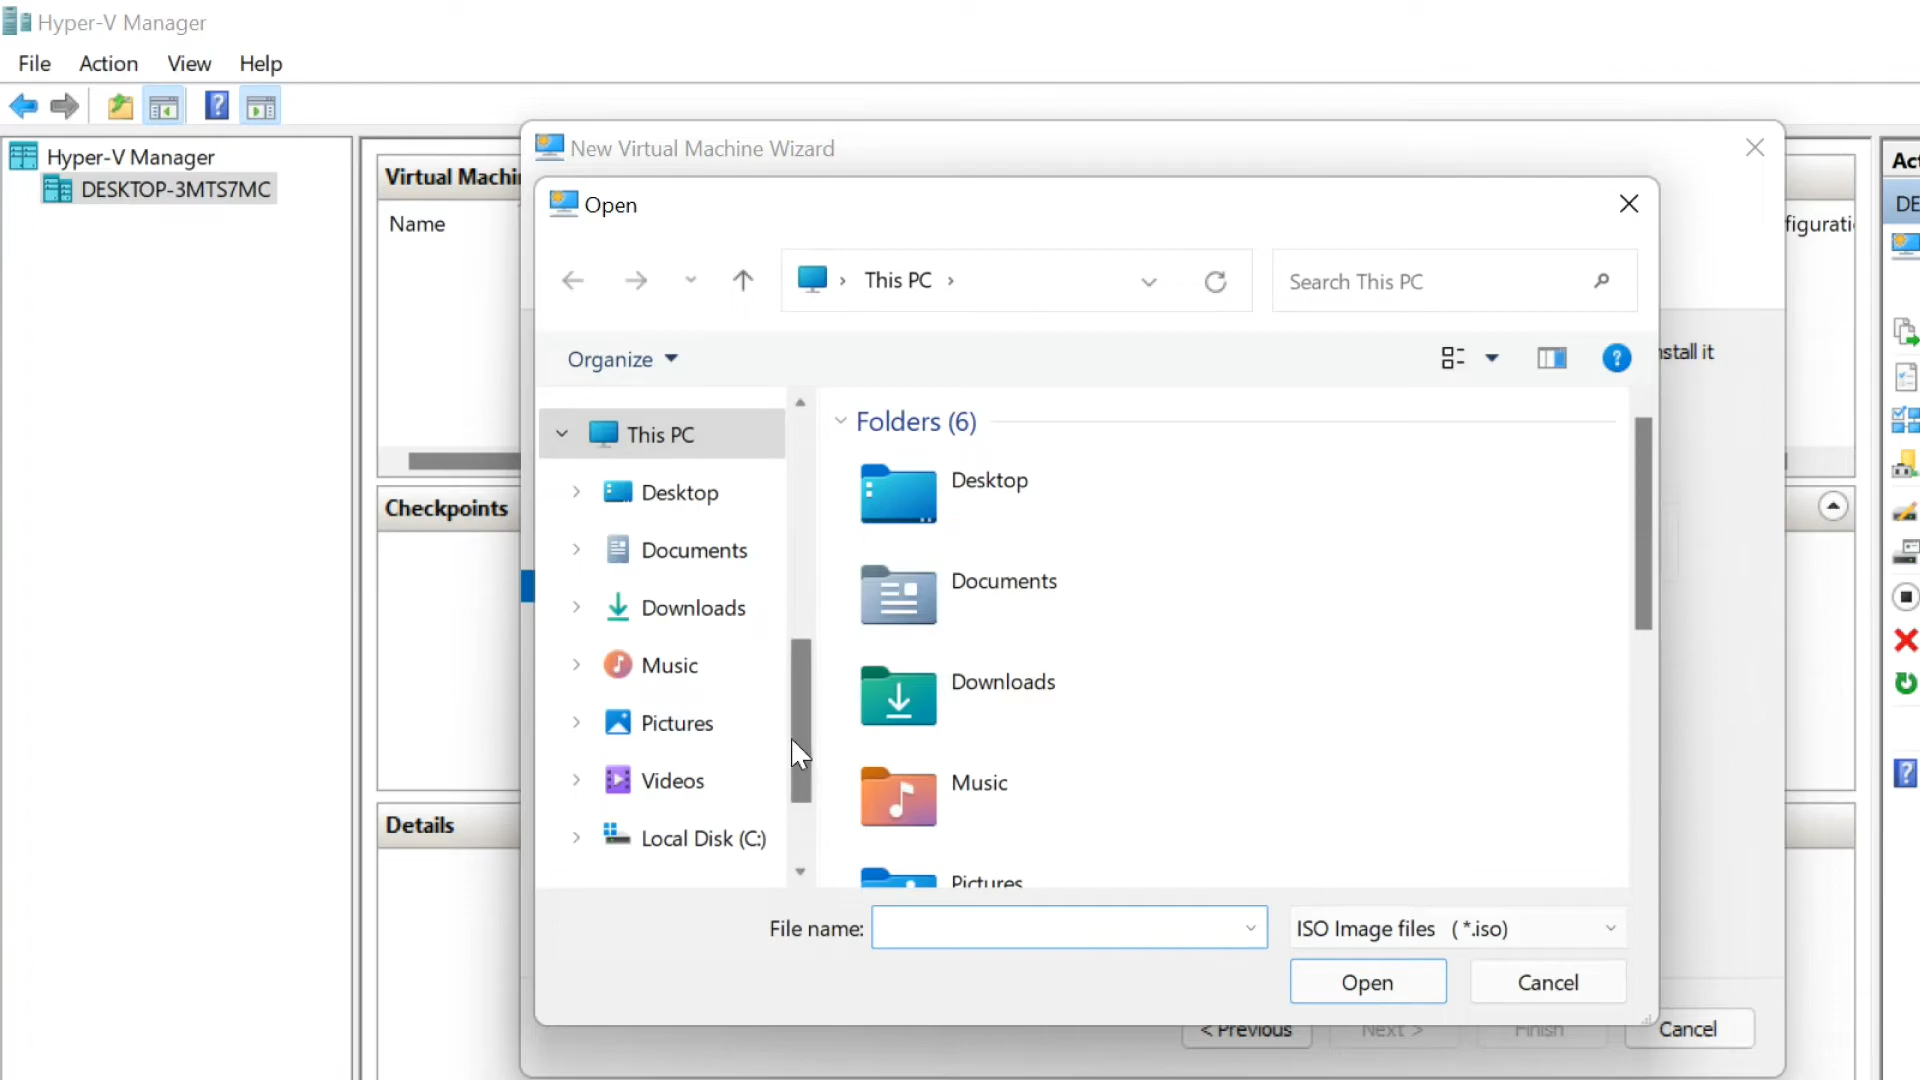 Hyper-V Manager
File Action View Help
Hyper-V Manager
DESKTOP-3MTS7MC
Virtual Machi
Name
figurati
Checkpoints
Details
Act
DE
New Virtual Machine Wizard
nstall it
Open
This PC
Search This PC
Organize
This PC
Desktop
Documents
Downloads
Music
Pictures
Videos
Local Disk (C:)
Folders (6)
Desktop
Documents
Downloads
Music
Pictures
File name:
ISO Image files ( *.iso)
Open Cancel
< Previous Next > Finish Cancel